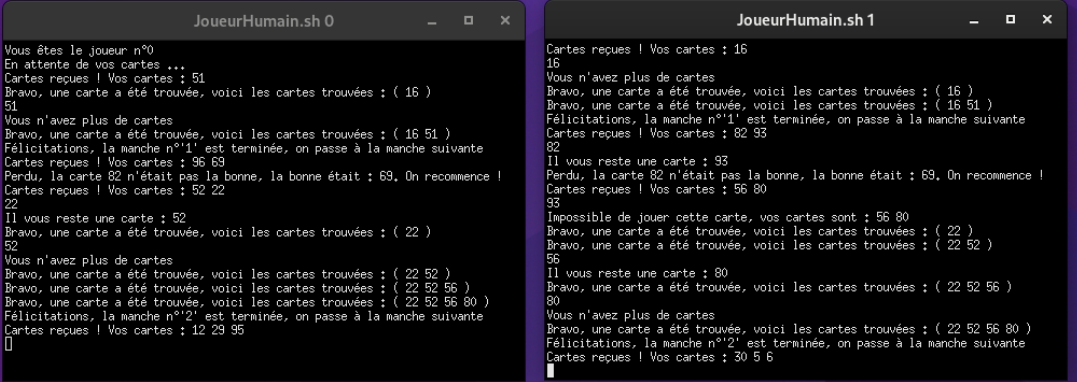 JoueurHumain.sh 0
Vous êtes le joueur n°0
En attente de vos cartes ...
Cartes reçues ! Vos cartes : 51
Bravo, une carte a été trouvée, voici les cartes trouvées : ( 16 )
51
Vous n'avez plus de cartes
Bravo, une carte a été trouvée, voici les cartes trouvées : ( 16 51 )
Félicitations, la manche n°'1' est terminée, on passe à la manche suivante
Cartes reçues ! Vos cartes : 96 69
Perdu, la carte 82 n'était pas la bonne, la bonne était : 69. On recommence !
Cartes reçues ! Vos cartes : 52 22
22
Il vous reste une carte : 52
Bravo, une carte a été trouvée, voici les cartes trouvées : ( 22 )
52
Vous n'avez plus de cartes
Bravo, une carte a été trouvée, voici les cartes trouvées : ( 22 52 )
Bravo, une carte a été trouvée, voici les cartes trouvées : ( 22 52 56 )
Bravo, une carte a été trouvée, voici les cartes trouvées : ( 22 52 56 80 )
Félicitations, la manche n°'2' est terminée, on passe à la manche suivante
Cartes reçues ! Vos cartes : 12 29 95
JoueurHumain.sh 1
Cartes reçues ! Vos cartes : 16
16
Vous n'avez plus de cartes
Bravo, une carte a été trouvée, voici les cartes trouvées : ( 16 )
Bravo, une carte a été trouvée, voici les cartes trouvées : ( 16 51 )
Félicitations, la manche n°'1' est terminée, on passe à la manche suivante
Cartes reçues ! Vos cartes : 82 93
82
Il vous reste une carte : 93
Perdu, la carte 82 n'était pas la bonne, la bonne était : 69. On recommence !
Cartes reçues ! Vos cartes : 56 80
93
Impossible de jouer cette carte, vos cartes sont : 56 80
Bravo, une carte a été trouvée, voici les cartes trouvées : ( 22 )
Bravo, une carte a été trouvée, voici les cartes trouvées : ( 22 52 )
56
Il vous reste une carte : 80
Bravo, une carte a été trouvée, voici les cartes trouvées : ( 22 52 56 )
80
Vous n'avez plus de cartes
Bravo, une carte a été trouvée, voici les cartes trouvées : ( 22 52 56 80 )
Félicitations, la manche n°'2' est terminée, on passe à la manche suivante
Cartes reçues ! Vos cartes : 30 5 6